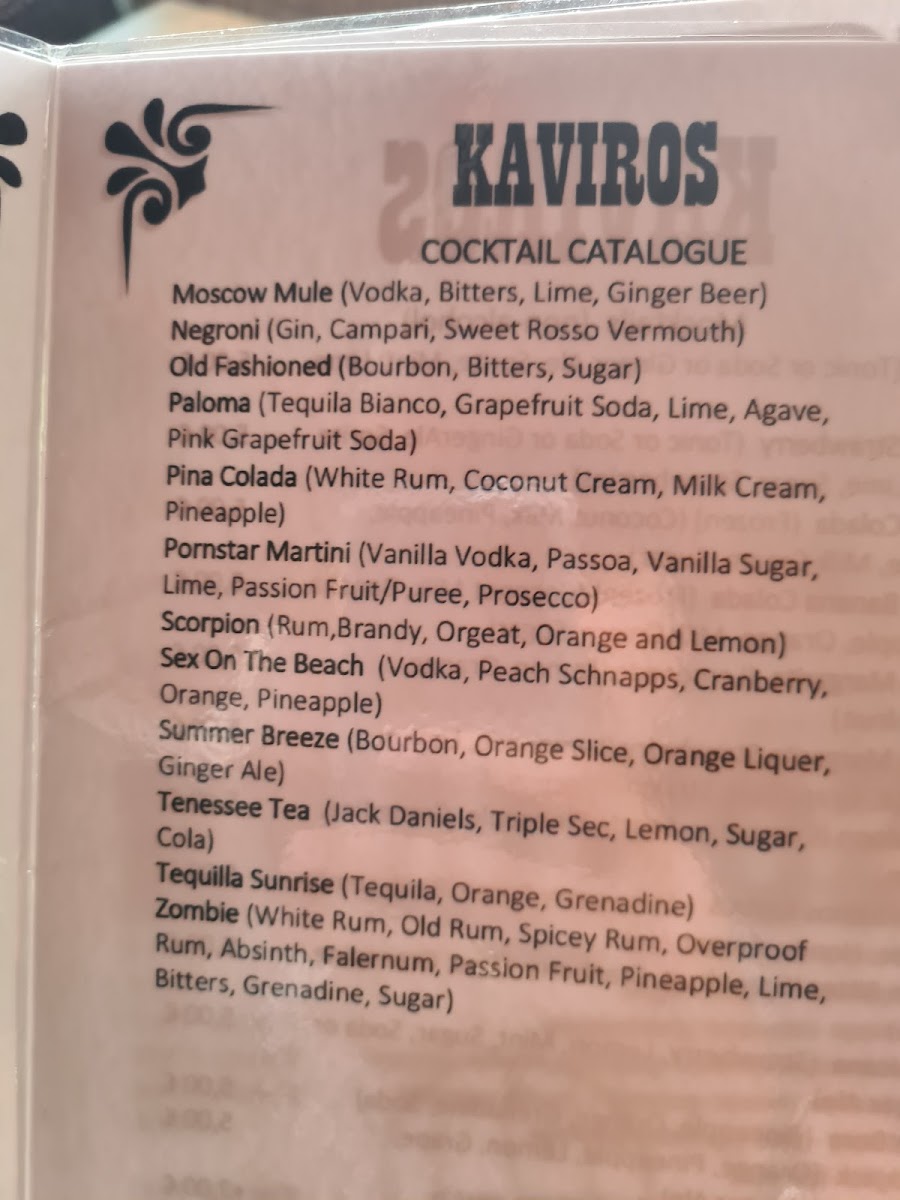 KAVIROS
COCKTAIL CATALOGUE
Moscow Mule (Vodka, Bitters, Lime, Ginger Beer)
Negroni (Gin, Campari, Sweet Rosso Vermouth)
Old Fashioned (Bourbon, Bitters, Sugar)
Paloma (Tequila Bianco, Grapefruit Soda, Lime, Agave,
Pink Grapefruit Soda)
Pina Colada (White Rum, Coconut Cream, Milk Cream,
Pineapple)
Pornstar Martini (Vanilla Vodka, Passoa, Vanilla Sugar,
Lime, Passion Fruit/Puree, Prosecco)
Scorpion (Rum,Brandy, Orgeat, Orange and Lemon)
Sex On The Beach (Vodka, Peach Schnapps, Cranberry,
Orange, Pineapple)
Summer Breeze (Bourbon, Orange Slice, Orange Liquer,
Ginger Ale)
Tenessee Tea (Jack Daniels, Triple Sec, Lemon, Sugar,
Cola)
Tequilla Sunrise (Tequila, Orange, Grenadine)
Zombie (White Rum, Old Rum, Spicey Rum, Overproof
Rum, Absinth, Falernum, Passion Fruit, Pineapple, Lime,
Bitters, Grenadine, Sugar)